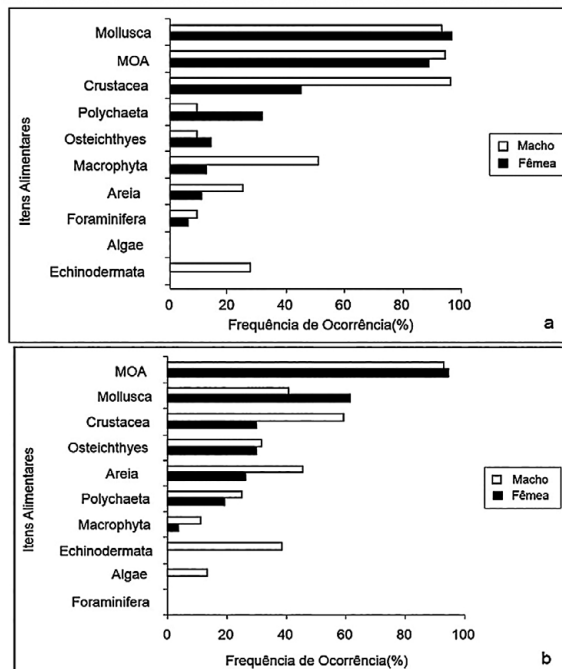 Itens Alimentares
Mollusca
MOA
Crustacea
Polychaeta
Osteichthyes
Macrophyta
Areia
Foraminifera
Algae
Echinodermata
Macho
Fêmea
0 20 40 60 80 100
Frequência de Ocorrência(%)
a
Itens Alimentares
MOA
Mollusca
Crustacea
Osteichthyes
Areia
Polychaeta
Macrophyta
Echinodermata
Algae
Foraminifera
Macho
Fêmea
0 20 40 60 80 100
Frequência de Ocorrência(%)
b